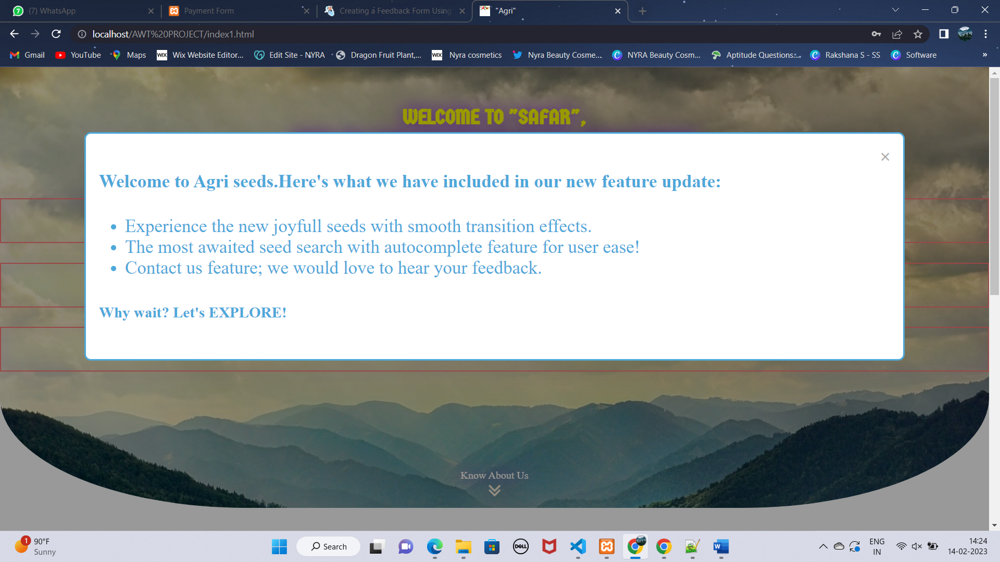 (7) WhatsApp
Payment Form
Creating a Feedback Form Using
"Agri"
localhost/AWT%20PROJECT/index1.html
Gmail
YouTube
Maps
WIX
Wix Website Editor...
Edit Site - NYRA
Dragon Fruit Plant,...
WIX
Nyra cosmetics
Nyra Beauty Cosme...
NYRA Beauty Cosm...
Aptitude Questions:...
Rakshana S - SS
Software
»
WELCOME TO "SAFAR",
×
Welcome to Agri seeds.Here's what we have included in our new feature update:
• Experience the new joyfull seeds with smooth transition effects.
• The most awaited seed search with autocomplete feature for user ease!
• Contact us feature; we would love to hear your feedback.
Why wait? Let's EXPLORE!
Know About Us
1
90°F
Sunny
Search
DELL
ENG
IN
14:24
14-02-2023